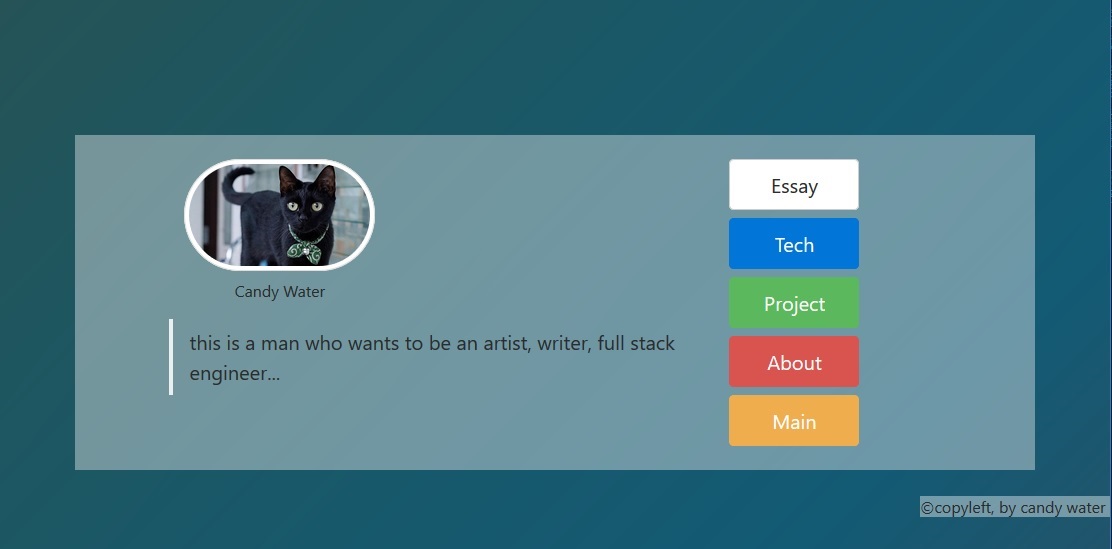 Candy Water
this is a man who wants to be an artist, writer, full stack
engineer...
Essay
Tech
Project
About
Main
©copyleft, by candy water